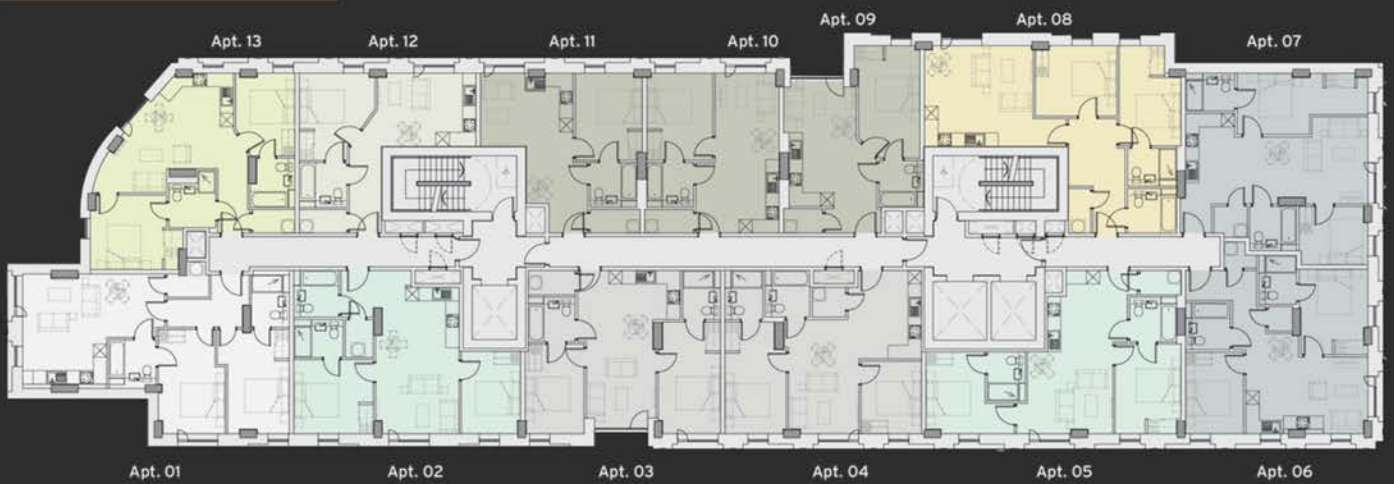 Apt. 09
Apt. 08
Apt. 13
Apt. 12
Apt. 11
Apt. 10
Apt. 07
Apt. 01
Apt. 02
Apt. 03
Apt. 04
Apt. 05
Apt. 06